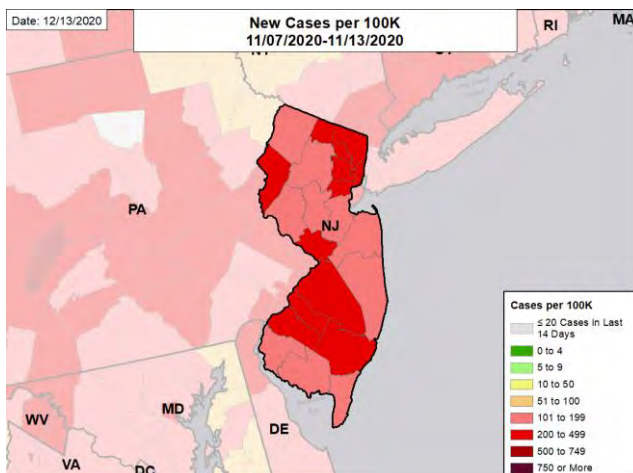 Date: 12/13/2020
New Cases per 100K
11/07/2020-11/13/2020
RI
MA
PA
NJ
WV
MD
DE
VA
DC
Cases per 100K
≤ 20 Cases in Last
14 Days
0 to 4
5 to 9
10 to 50
51 to 100
101 to 199
200 to 499
500 to 749
750 or More